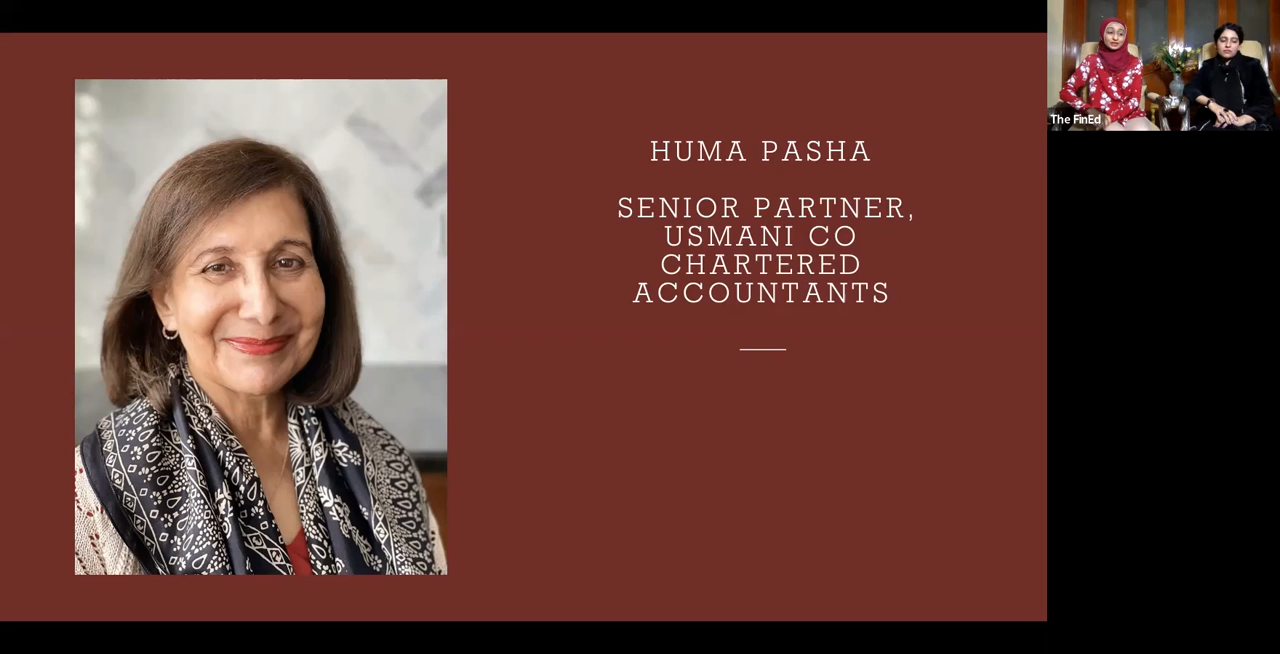 HUMA PASHA
SENIOR PARTNER,
USMANI CO
CHARTERED
ACCOUNTANTS
The FinEd